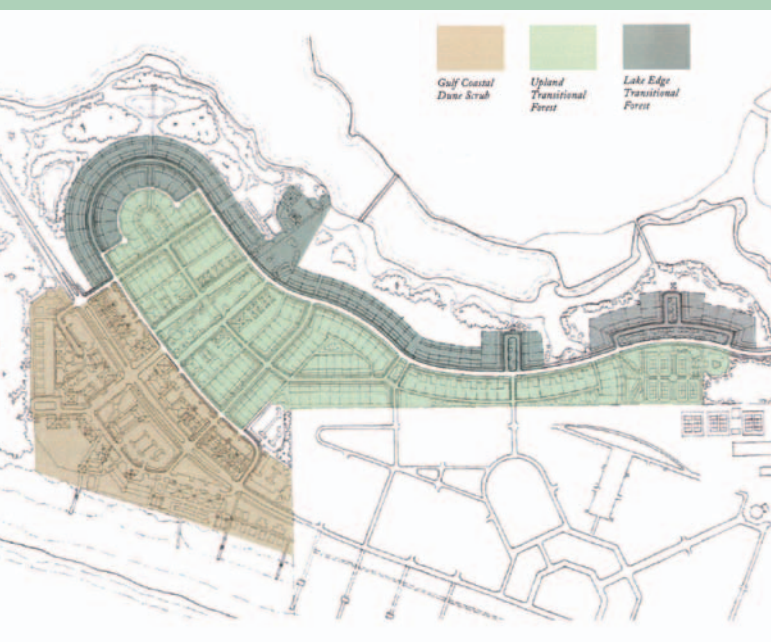 Gulf Coastal
Dune Scrub
Upland
Transitional
Forest
Lake Edge
Transitional
Forest